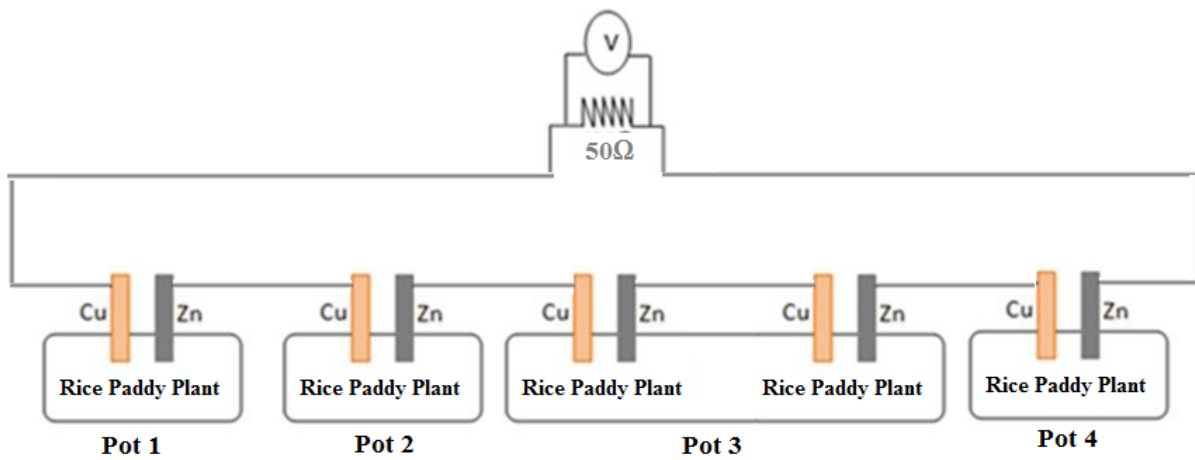 V
50Ω
Cu Zn Cu Zn Cu Zn Cu Zn Cu Zn
Rice Paddy Plant Rice Paddy Plant Rice Paddy Plant Rice Paddy Plant Rice Paddy Plant
Pot 1 Pot 2 Pot 3 Pot 4